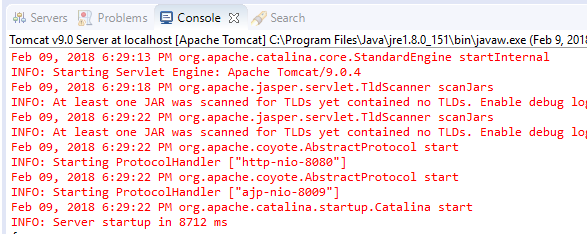 Servers Problems Console Search
Tomcat v9.0 Server at localhost [Apache Tomcat] C:\Program Files\Java\jre1.8.0_151\bin\javaw.exe (Feb 9, 2018
Feb 09, 2018 6:29:13 PM org.apache.catalina.core.StandardEngine startInternal
INFO: Starting Servlet Engine: Apache Tomcat/9.0.4
Feb 09, 2018 6:29:18 PM org.apache.jasper.servlet.TldScanner scanJars
INFO: At least one JAR was scanned for TLDs yet contained no TLDs. Enable debug lo
Feb 09, 2018 6:29:22 PM org.apache.jasper.servlet.TldScanner scanJars
INFO: At least one JAR was scanned for TLDs yet contained no TLDs. Enable debug lo
Feb 09, 2018 6:29:22 PM org.apache.coyote.AbstractProtocol start
INFO: Starting ProtocolHandler ["http-nio-8080"]
Feb 09, 2018 6:29:22 PM org.apache.coyote.AbstractProtocol start
INFO: Starting ProtocolHandler ["ajp-nio-8009"]
Feb 09, 2018 6:29:22 PM org.apache.catalina.startup.Catalina start
INFO: Server startup in 8712 ms